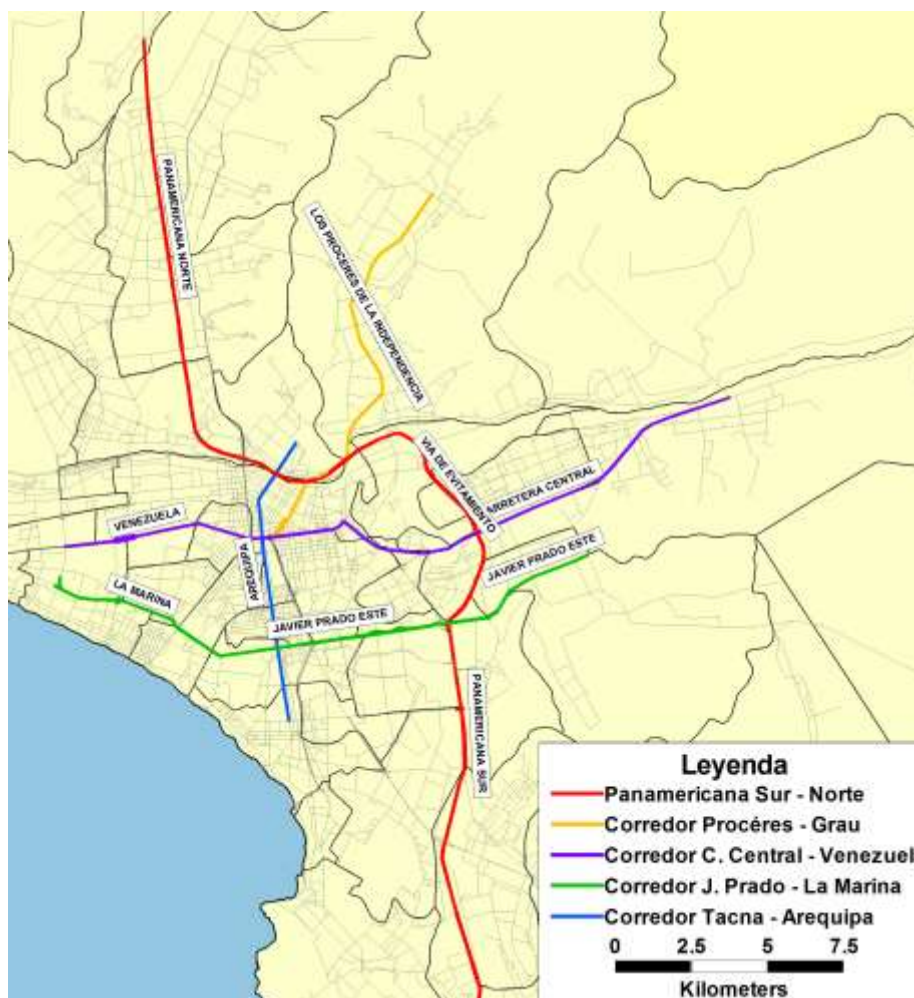 PANAMERICANA NORTE
LOS PROCERES DE LA INDEPENDENCIA
VIA DE EVITAMIENTO
ARRETERA CENTRAL
VENEZUELA
AREQUIPA
JAVIER PRADO ESTE
LA MARINA
JAVIER PRADO ESTE
PANAMERICANA SUR
Leyenda
Panamericana Sur - Norte
Corredor Procéres - Grau
Corredor C. Central - Venezuel
Corredor J. Prado - La Marina
Corredor Tacna - Arequipa
0 2.5 5 7.5
Kilometers